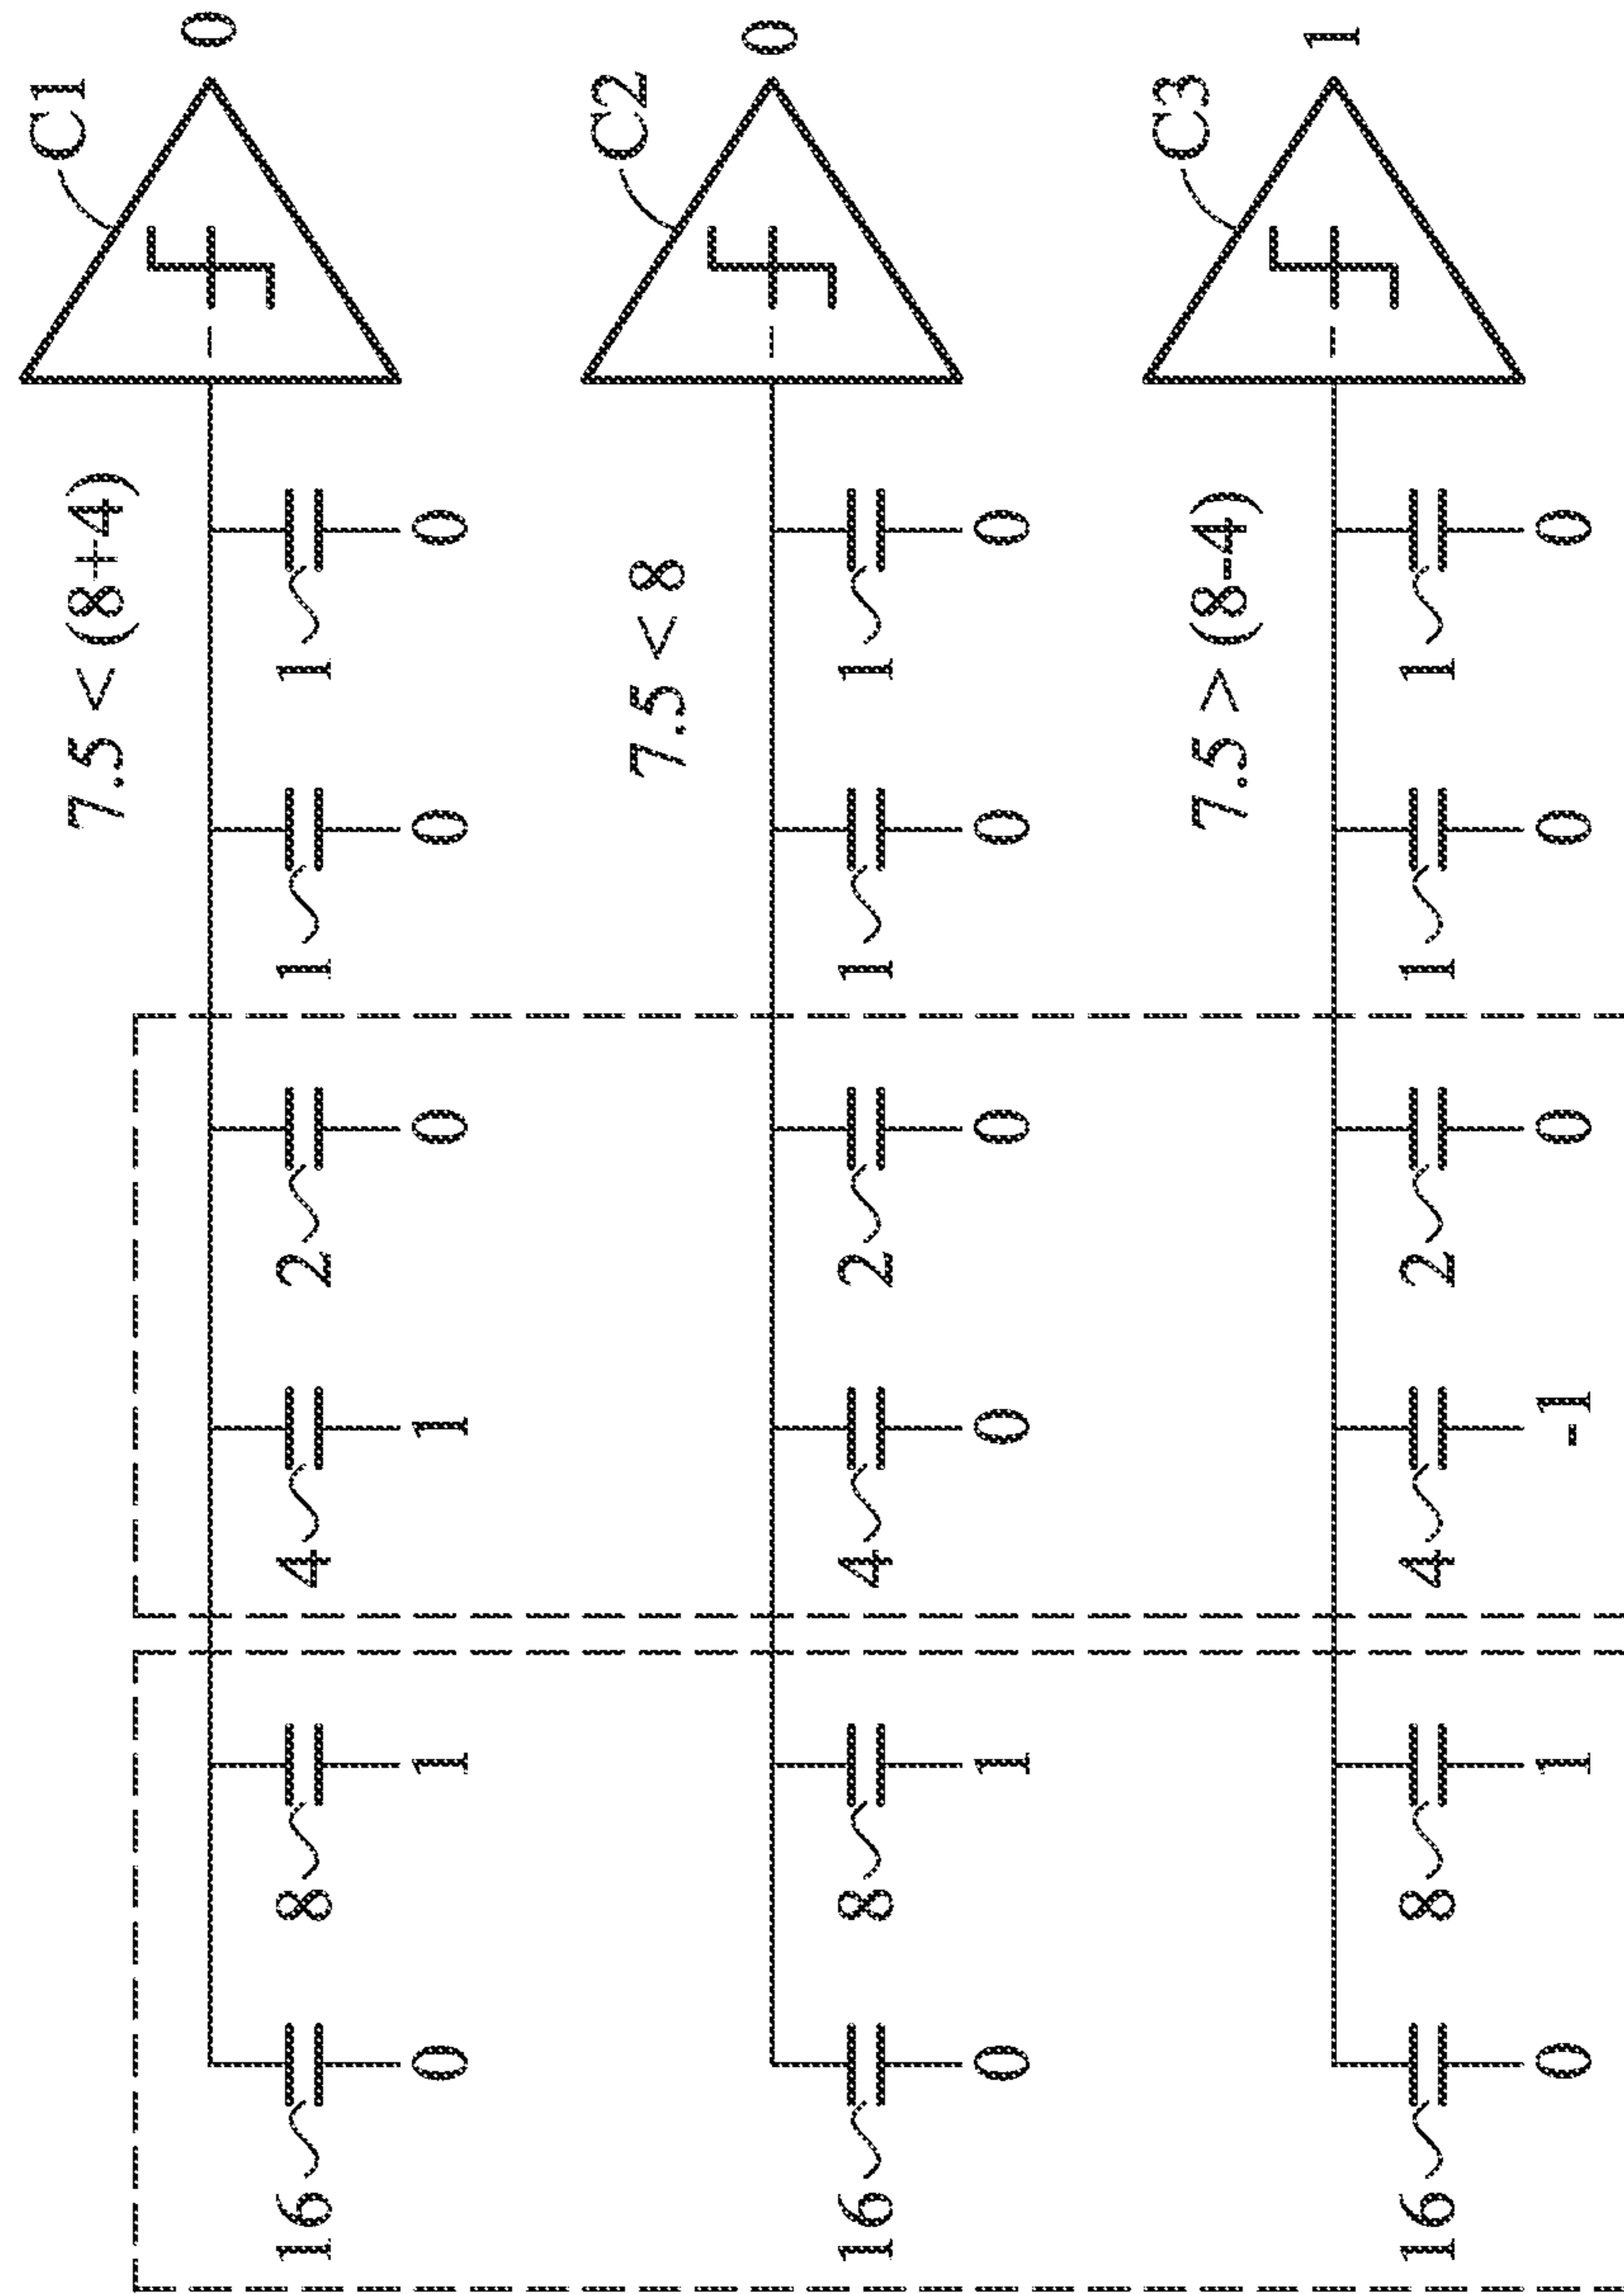 7.5 < (8+4)
C1
16 8 4 2 1 1
0 1 1 0 0 0
0
7.5 < 8
C2
16 8 4 2 1 1
0 1 0 0 0 0
0
7.5 > (8-4)
C3
16 8 4 2 1 1
0 1 -1 0 0 0
1